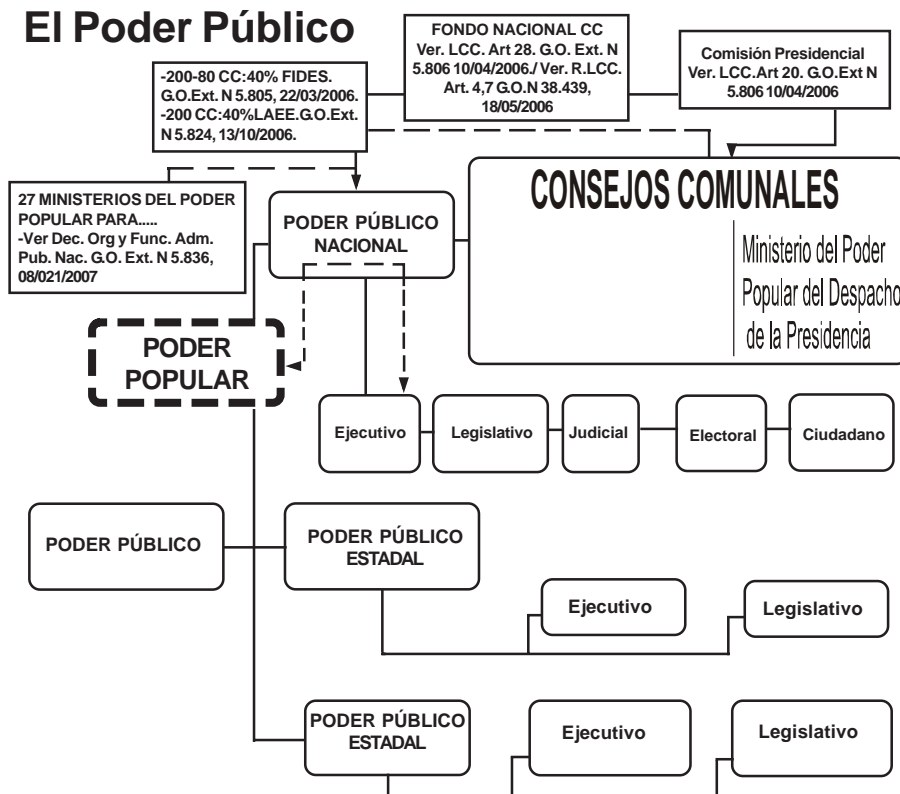 El Poder Público
FONDO NACIONAL CC
Ver. LCC. Art 28. G.O. Ext. N
5.806 10/04/2006./ Ver. R.LCC.
Art. 4,7 G.O.N 38.439,
18/05/2006
Comisión Presidencial
Ver. LCC.Art 20. G.O.Ext N
5.806 10/04/2006
-200-80 CC:40% FIDES.
G.O.Ext. N 5.805, 22/03/2006.
-200 CC:40%LAEE.G.O.Ext.
N 5.824, 13/10/2006.
27 MINISTERIOS DEL PODER
POPULAR PARA.....
-Ver Dec. Org y Func. Adm.
Pub. Nac. G.O. Ext. N 5.836,
08/021/2007
PODER PÚBLICO
NACIONAL
CONSEJOS COMUNALES
Ministerio del Poder
Popular del Despacho
de la Presidencia
PODER
POPULAR
Ejecutivo
Legislativo
Judicial
Electoral
Ciudadano
PODER PÚBLICO
PODER PÚBLICO
ESTADAL
Ejecutivo
Legislativo
PODER PÚBLICO
ESTADAL
Ejecutivo
Legislativo